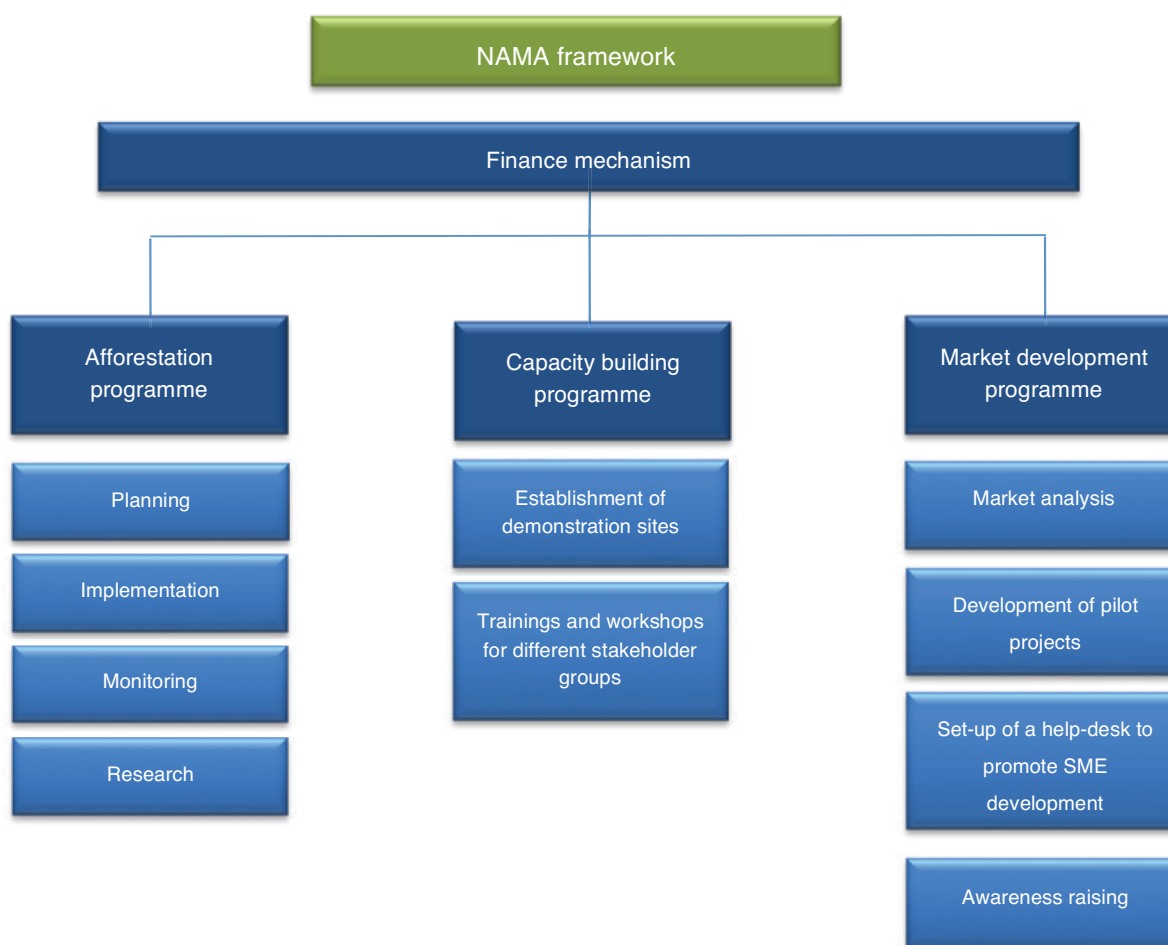 NAMA framework
Finance mechanism
Afforestation
programme
Planning
Implementation
Monitoring
Research
Capacity building
programme
Establishment of
demonstration sites
Trainings and workshops
for different stakeholder
groups
Market development
programme
Market analysis
Development of pilot
projects
Set-up of a help-desk to
promote SME
development
Awareness raising